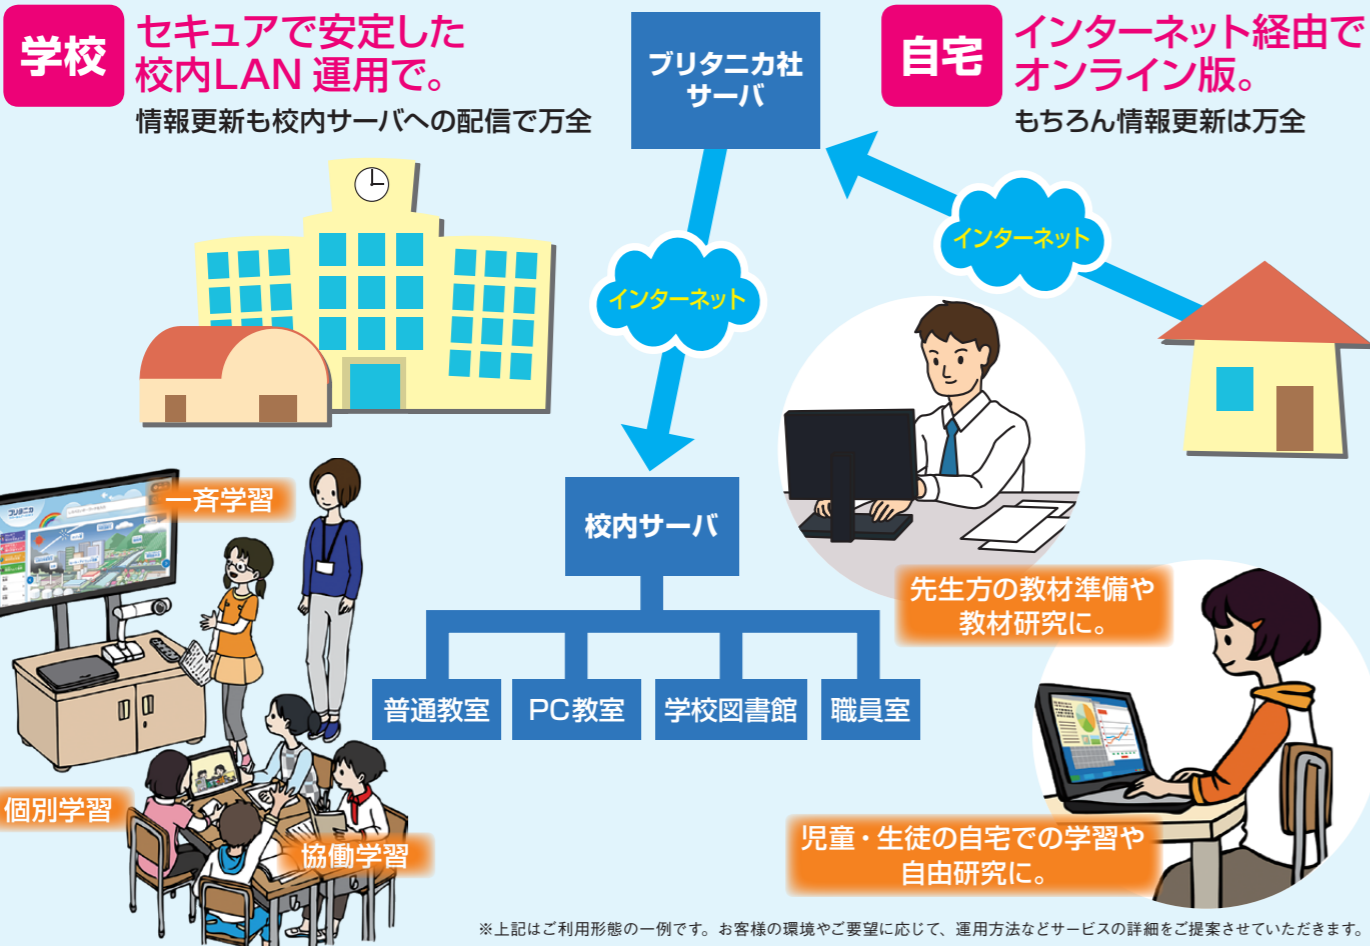 学校
セキュアで安定した
校内LAN 運用で。
情報更新も校内サーバへの配信で万全
ブリタニカ社
サーバ
自宅
インターネット経由で
オンライン版。
もちろん情報更新は万全
インターネット
インターネット
校内サーバ
普通教室
PC教室
学校図書館
職員室
一斉学習
ブリタニカ
個別学習
協働学習
先生方の教材準備や
教材研究に。
児童・生徒の自宅での学習や
自由研究に。
※上記はご利用形態の一例です。お客様の環境やご要望に応じて、運用方法などサービスの詳細をご提案させていただきます。